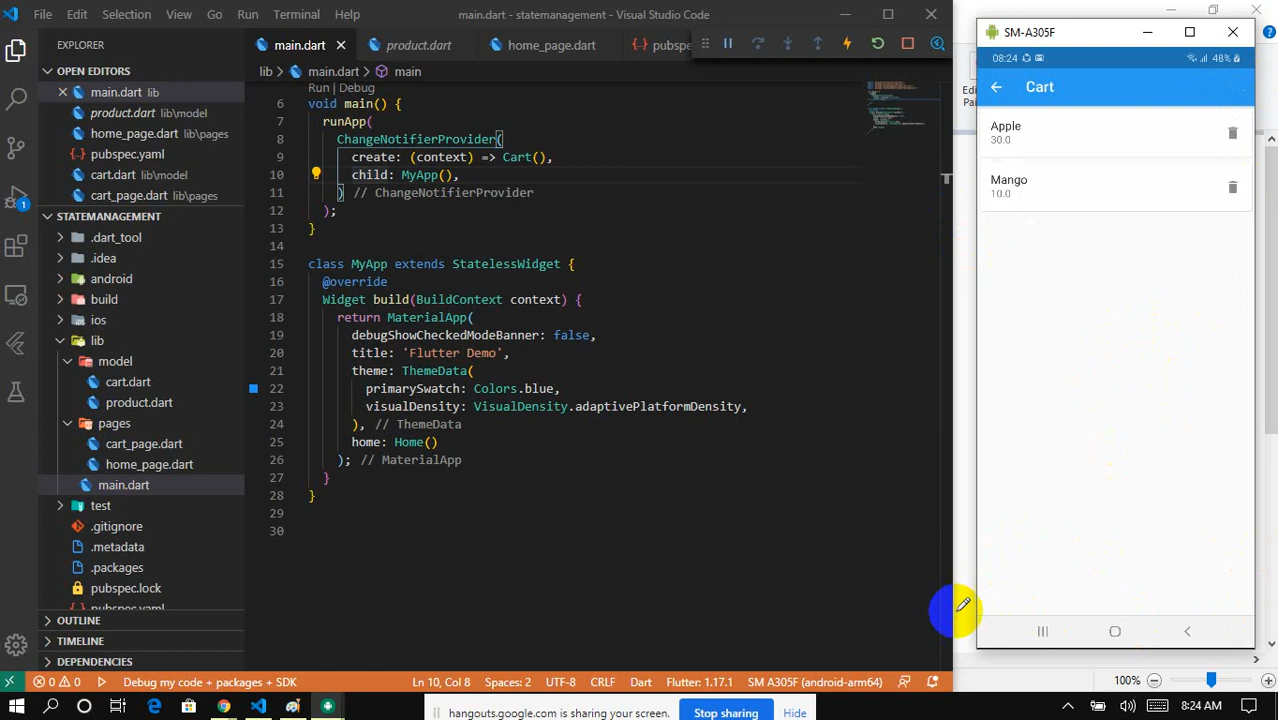 File Edit Selection View Go Run Terminal Help
main.dart - statemanagement - Visual Studio Code
EXPLORER
OPEN EDITORS
main.dart lib
product.dart lib\model
home_page.dart lib\pages
pubspec.yaml
cart.dart lib\model
cart_page.dart lib\pages
STATEMANAGEMENT
.dart_tool
.idea
android
build
ios
lib
model
cart.dart
product.dart
pages
cart_page.dart
home_page.dart
main.dart
test
.gitignore
.metadata
.packages
pubspec.lock
pubspec.yaml
OUTLINE
TIMELINE
DEPENDENCIES
1
main.dart product.dart home_page.dart pubspe
lib > main.dart > main
Run | Debug
6 void main() {
7 runApp(
8 ChangeNotifierProvider(
9 create: (context) => Cart(),
10 child: MyApp(),
11 ) // ChangeNotifierProvider
12 );
13 }
14
15 class MyApp extends StatelessWidget {
16 @override
17 Widget build(BuildContext context) {
18 return MaterialApp(
19 debugShowCheckedModeBanner: false,
20 title: 'Flutter Demo',
21 theme: ThemeData(
22 primarySwatch: Colors.blue,
23 visualDensity: VisualDensity.adaptivePlatformDensity,
24 ), // ThemeData
25 home: Home()
26 ); // MaterialApp
27 }
28 }
29
30
SM-A305F
08:24 48%
Cart
Apple
30.0
Mango
10.0
Edi
Pai
100%
0 0 Debug my code + packages + SDK Ln 10, Col 8 Spaces: 2 UTF-8 CRLF Dart Flutter: 1.17.1 SM A305F (android-arm64)
hangouts.google.com is sharing your screen. Stop sharing Hide
8:24 AM